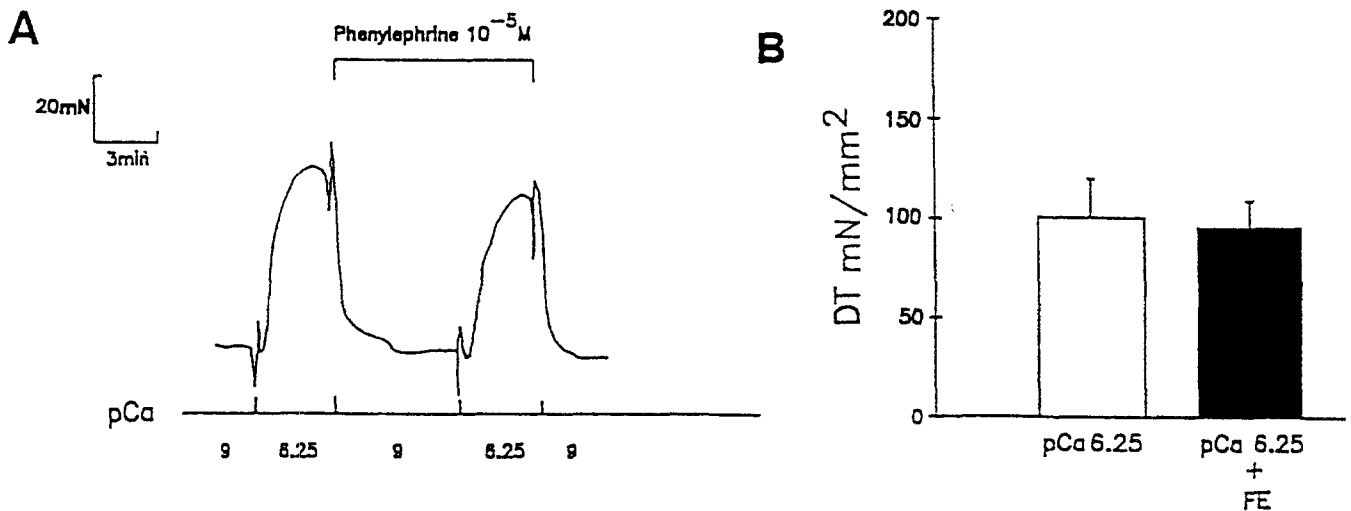 A
Phenylephrine 10⁻⁵M
20mN
3min
pCa
9 6.25 9 6.25 9
B
200
150
100
50
0
DT mN/mm²
pCa 6.25
pCa 6.25
+
FE